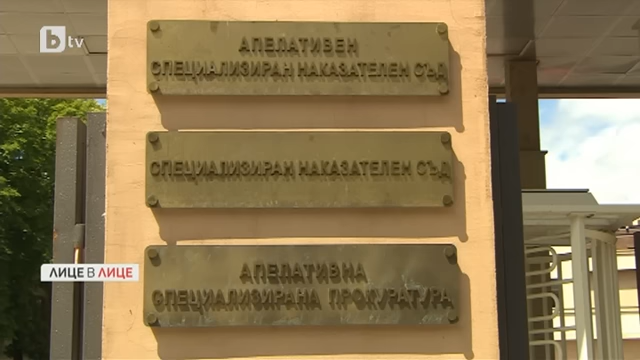 btv
АПЕЛАТИВЕН
СПЕЦИАЛИЗИРАН НАКАЗАТЕЛЕН СЪД
СПЕЦИАЛИЗИРАН НАКАЗАТЕЛЕН СЪД
АПЕЛАТИВНА
СПЕЦИАЛИЗИРАНА ПРОКУРАТУРА
ЛИЦЕ В ЛИЦЕ